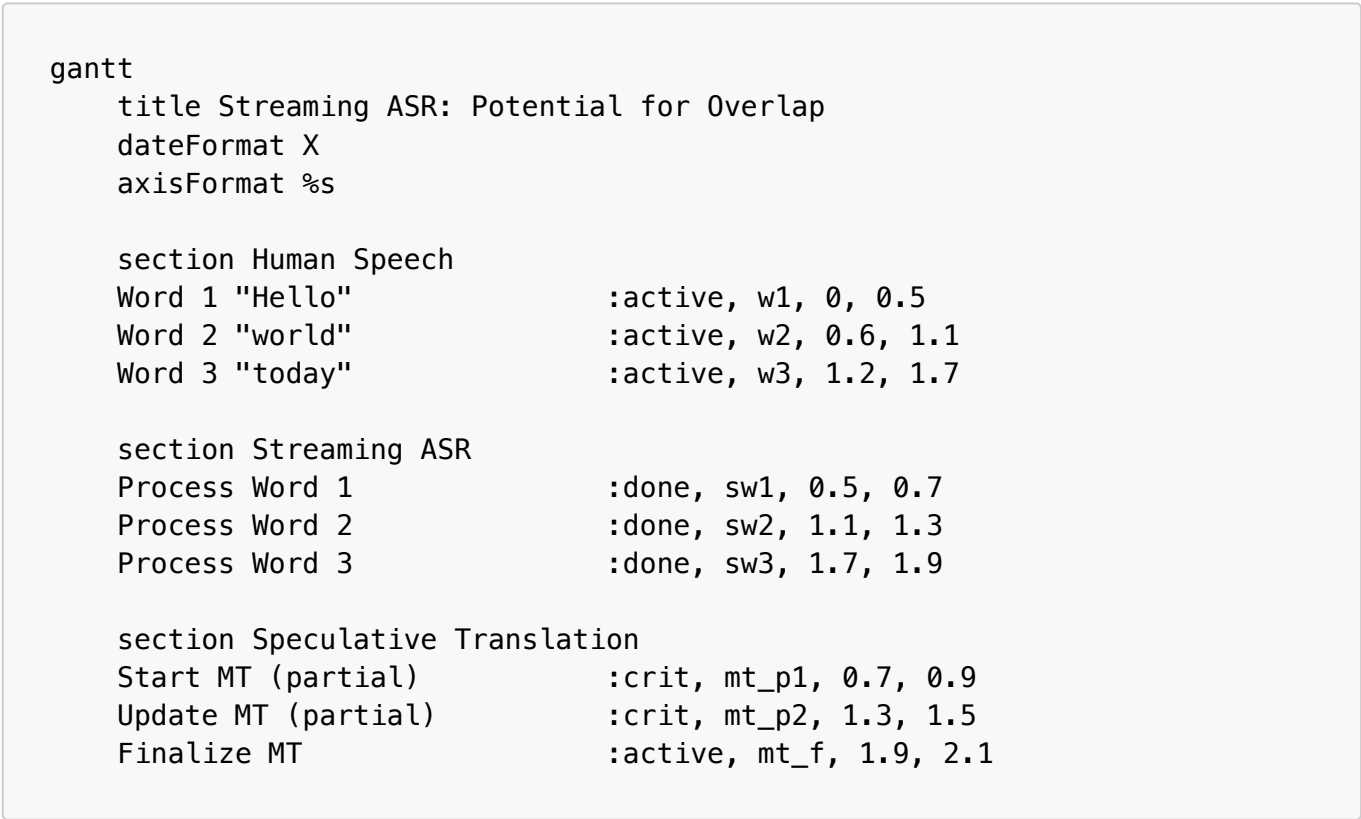 gantt
    title Streaming ASR: Potential for Overlap
    dateFormat X
    axisFormat %s

    section Human Speech
    Word 1 "Hello"               :active, w1, 0, 0.5
    Word 2 "world"               :active, w2, 0.6, 1.1
    Word 3 "today"               :active, w3, 1.2, 1.7

    section Streaming ASR
    Process Word 1               :done, sw1, 0.5, 0.7
    Process Word 2               :done, sw2, 1.1, 1.3
    Process Word 3               :done, sw3, 1.7, 1.9

    section Speculative Translation
    Start MT (partial)           :crit, mt_p1, 0.7, 0.9
    Update MT (partial)          :crit, mt_p2, 1.3, 1.5
    Finalize MT                  :active, mt_f, 1.9, 2.1